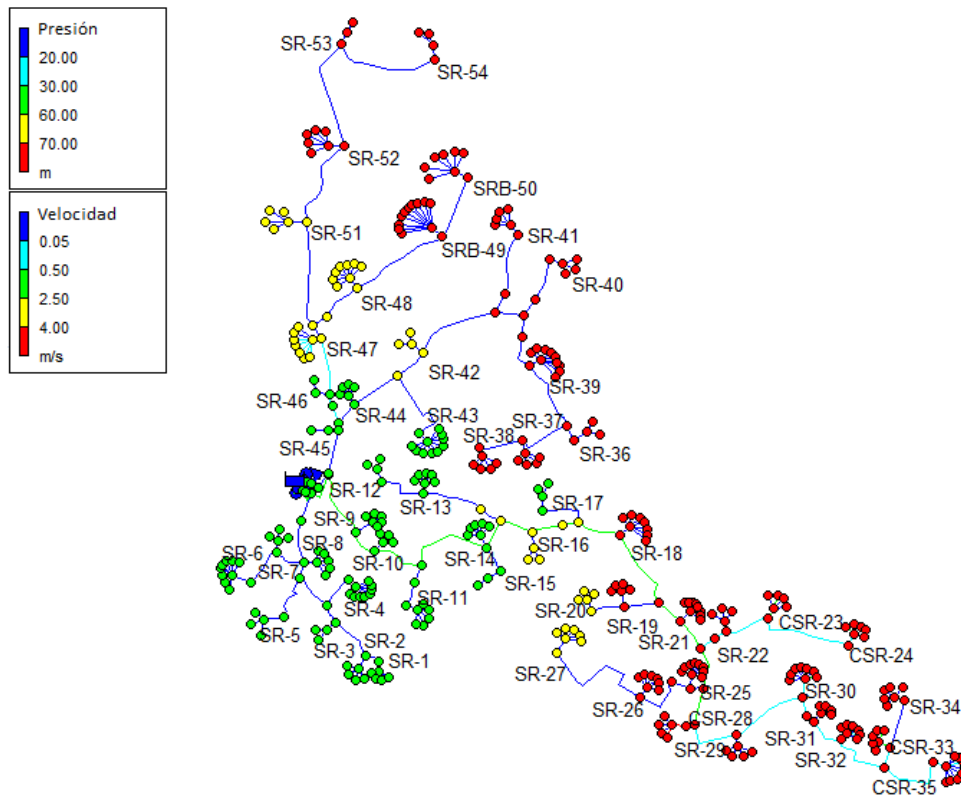 Presión
20.00
30.00
60.00
70.00
m
Velocidad
0.05
0.50
2.50
4.00
m/s
SR-53
SR-54
SR-52
SRB-50
SR-51
SRB-49
SR-41
SR-40
SR-48
SR-47
SR-42
SR-39
SR-46
SR-44
SR-43
SR-37
SR-38
SR-36
SR-45
SR-12
SR-13
SR-17
SR-9
SR-16
SR-8
SR-18
SR-6
SR-10
SR-14
SR-7
SR-15
SR-4
SR-11
SR-20
SR-19
SR-5
SR-2
SR-21
CSR-23
SR-3
SR-1
SR-22
CSR-24
SR-27
SR-25
SR-30
SR-26
SR-34
CSR-28
SR-31
SR-29
SR-32
CSR-33
CSR-35